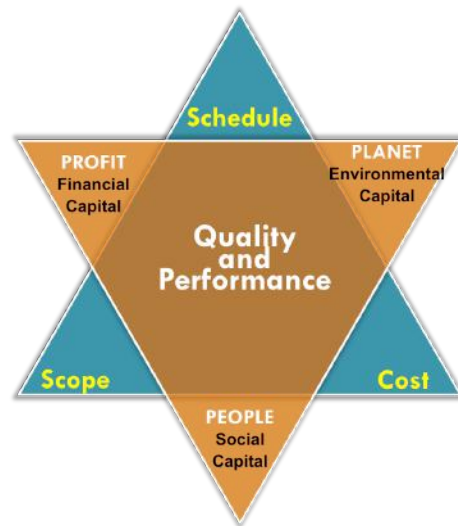 Schedule
PROFIT
Financial
Capital
PLANET
Environmental
Capital
Quality
and
Performance
Scope
Cost
PEOPLE
Social
Capital